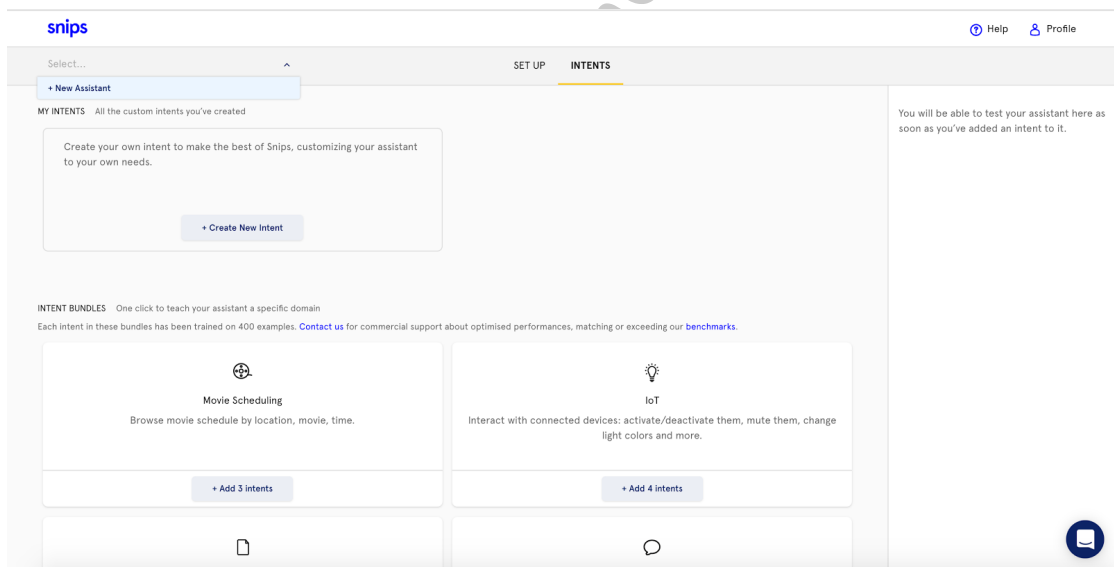 snips
Help
Profile
Select...
SET UP
INTENTS
+ New Assistant
MY INTENTS All the custom intents you've created
You will be able to test your assistant here as
soon as you've added an intent to it.
Create your own intent to make the best of Snips, customizing your assistant
to your own needs.
+ Create New Intent
INTENT BUNDLES One click to teach your assistant a specific domain
Each intent in these bundles has been trained on 400 examples. Contact us for commercial support about optimised performances, matching or exceeding our benchmarks.
Movie Scheduling
Browse movie schedule by location, movie, time.
+ Add 3 intents
IoT
Interact with connected devices: activate/deactivate them, mute them, change
light colors and more.
+ Add 4 intents